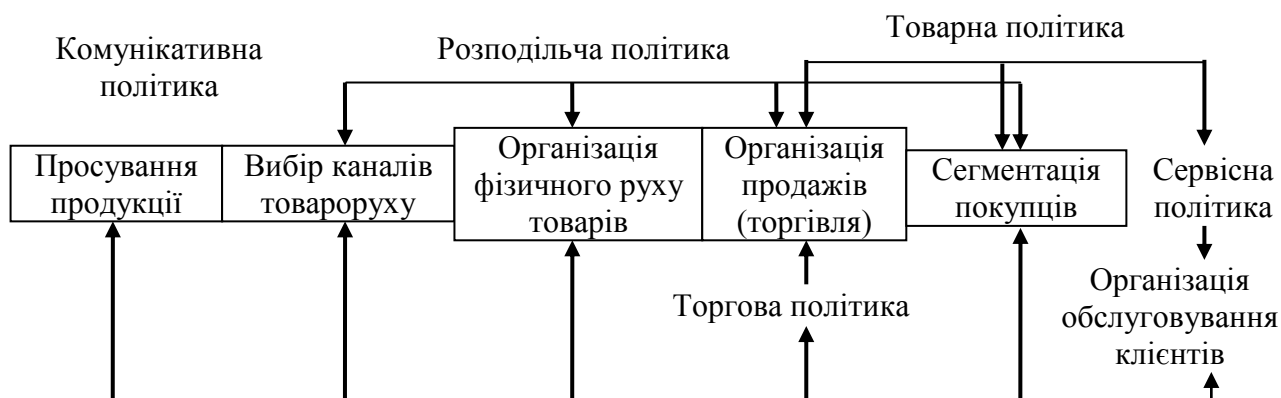 Комунікативна
політика
Розподільча політика
Товарна політика
Просування
продукції
Вибір каналів
товароруху
Організація
фізичного руху
товарів
Організація
продажів
(торгівля)
Сегментація
покупців
Сервісна
політика
Торгова політика
Організація
обслуговування
клієнтів